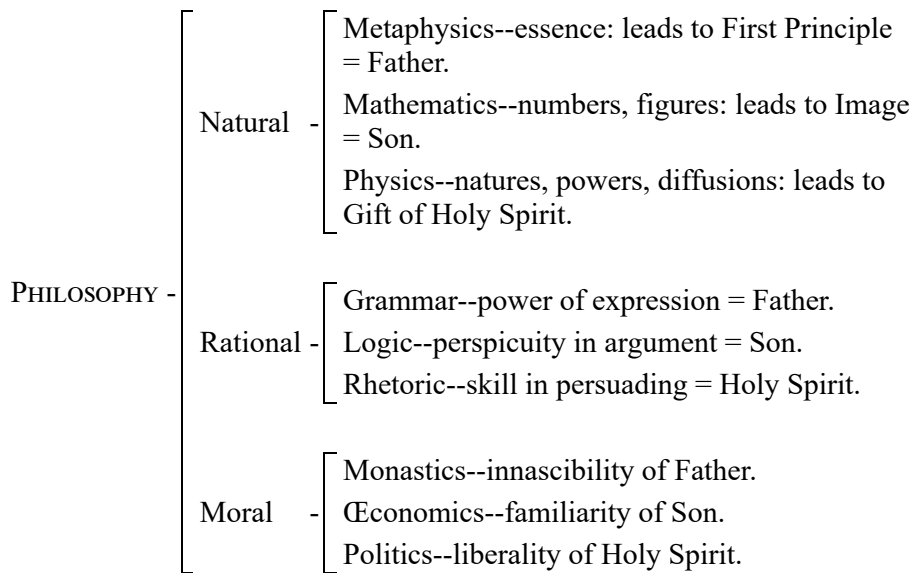 Metaphysics--essence: leads to First Principle
= Father.
Natural - Mathematics--numbers, figures: leads to Image
= Son.
Physics--natures, powers, diffusions: leads to
Gift of Holy Spirit.
PHILOSOPHY -
Grammar--power of expression = Father.
Rational - Logic--perspicuity in argument = Son.
Rhetoric--skill in persuading = Holy Spirit.
Monastics--innascibility of Father.
Moral - Œconomics--familiarity of Son.
Politics--liberality of Holy Spirit.